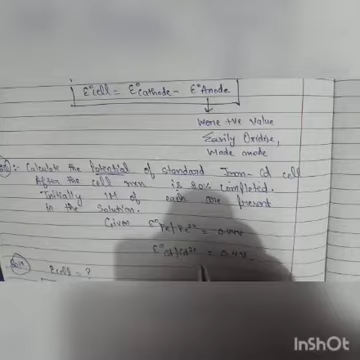 E°cell = E°Cathode - E°Anode
More +ve value
Easily Oxidise,
Made anode
Calculate the Potential of standard Iron-Cd cell
After the cell rxn is 80% completed.
Initially 1M of each are present
in the solution.
Given E°Fe/Fe2+ = 0.44
E°Cd/Cd2+ = 0.4
Ecell = ?
InShOt